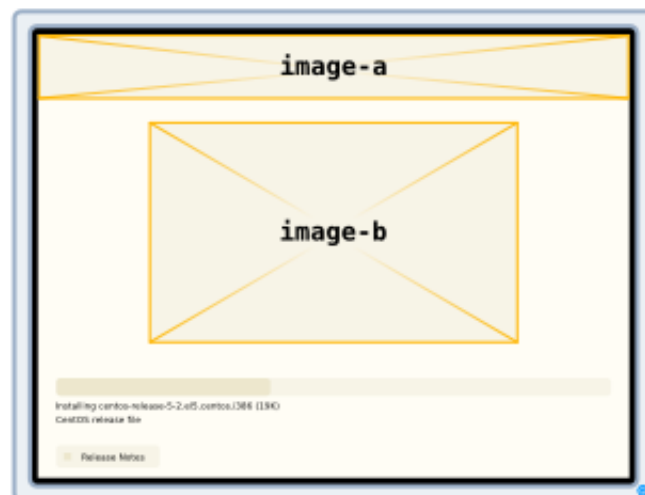 image-a
image-b
Installing centos-release-5-2.el5.centos.i386 (19K)
CentOS release file
Release Notes